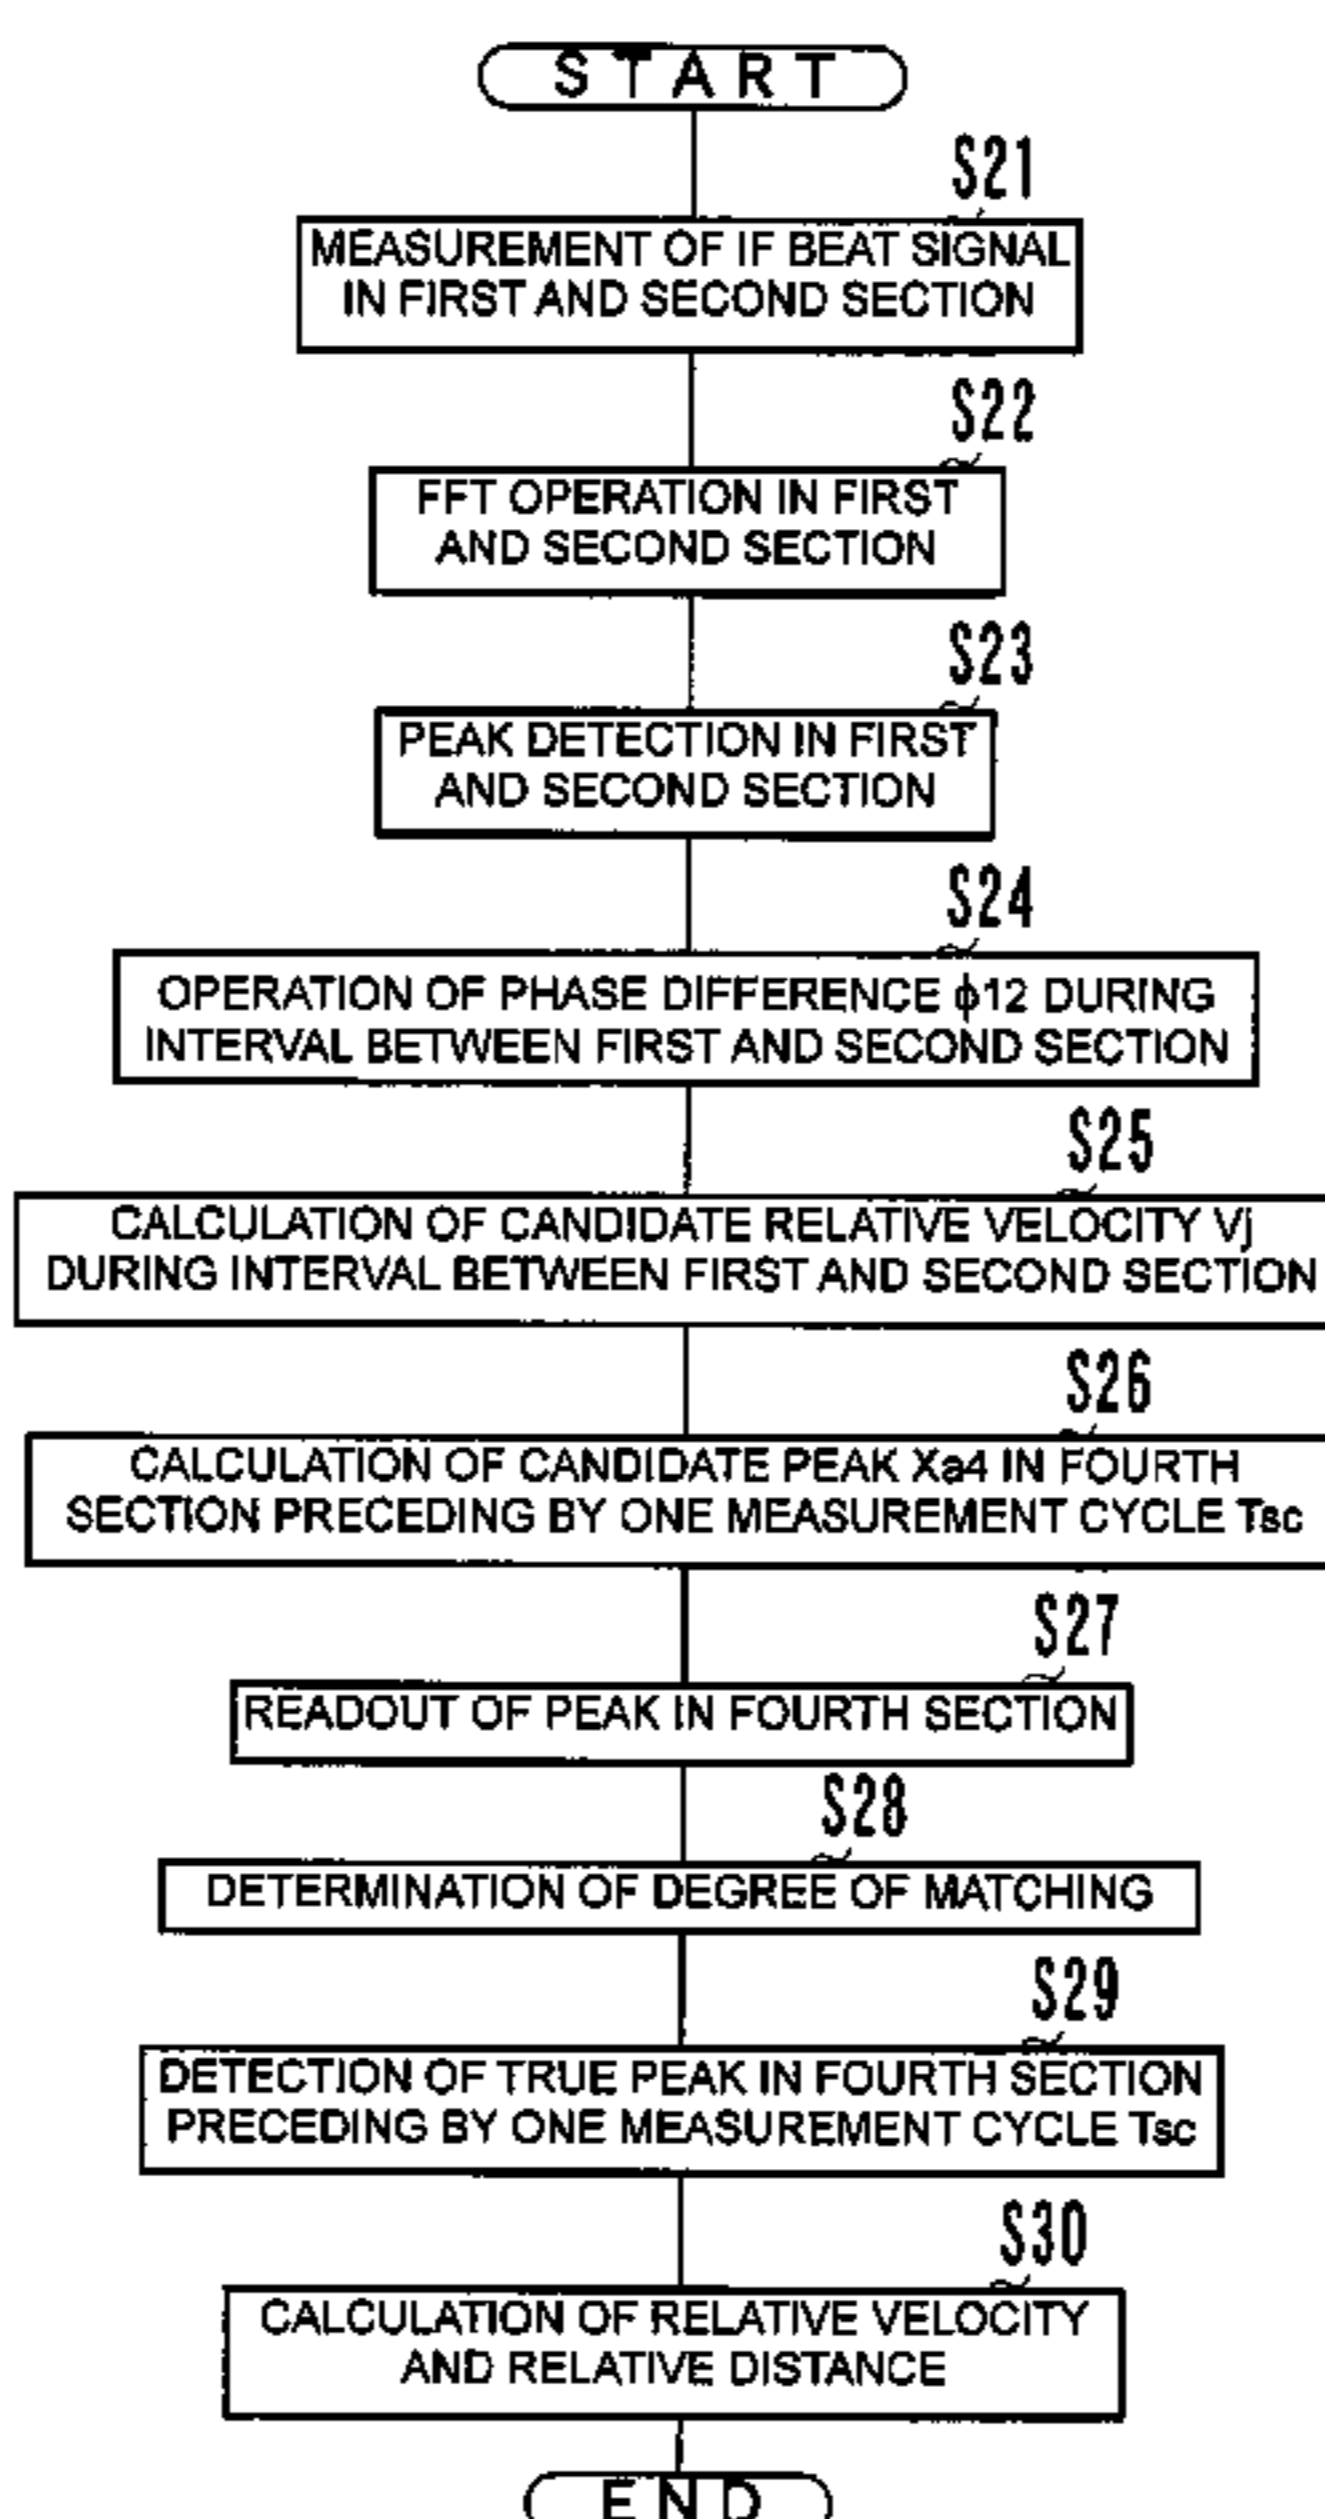 START
S21
MEASUREMENT OF IF BEAT SIGNAL
IN FIRST AND SECOND SECTION
S22
FFT OPERATION IN FIRST
AND SECOND SECTION
S23
PEAK DETECTION IN FIRST
AND SECOND SECTION
S24
OPERATION OF PHASE DIFFERENCE ϕ12 DURING
INTERVAL BETWEEN FIRST AND SECOND SECTION
S25
CALCULATION OF CANDIDATE RELATIVE VELOCITY Vj
DURING INTERVAL BETWEEN FIRST AND SECOND SECTION
S26
CALCULATION OF CANDIDATE PEAK Xa4 IN FOURTH
SECTION PRECEDING BY ONE MEASUREMENT CYCLE Tsc
S27
READOUT OF PEAK IN FOURTH SECTION
S28
DETERMINATION OF DEGREE OF MATCHING
S29
DETECTION OF TRUE PEAK IN FOURTH SECTION
PRECEDING BY ONE MEASUREMENT CYCLE Tsc
S30
CALCULATION OF RELATIVE VELOCITY
AND RELATIVE DISTANCE
END